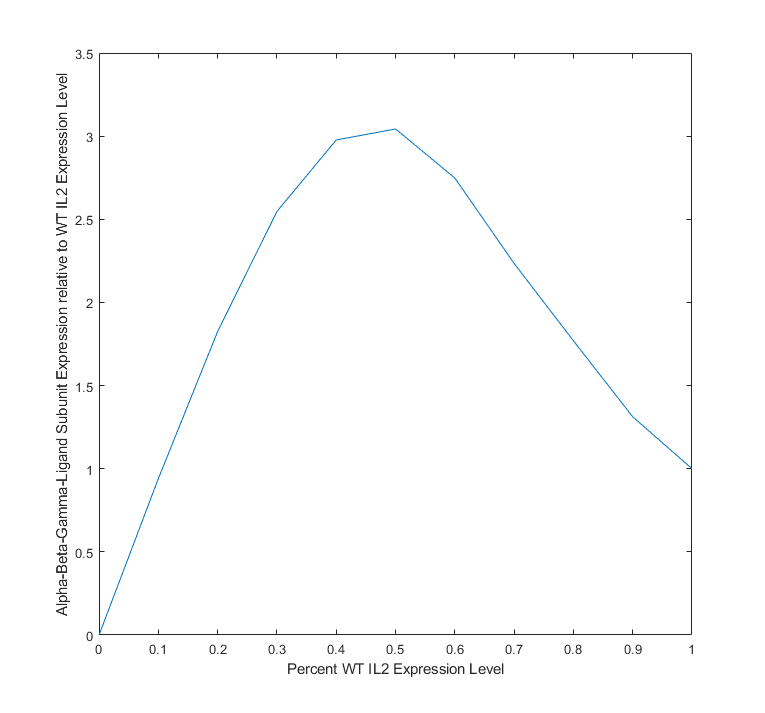 Alpha-Beta-Gamma-Ligand Subunit Expression relative to WT IL2 Expression Level
3.5
3
2.5
2
1.5
1
0.5
0
0 0.1 0.2 0.3 0.4 0.5 0.6 0.7 0.8 0.9 1
Percent WT IL2 Expression Level